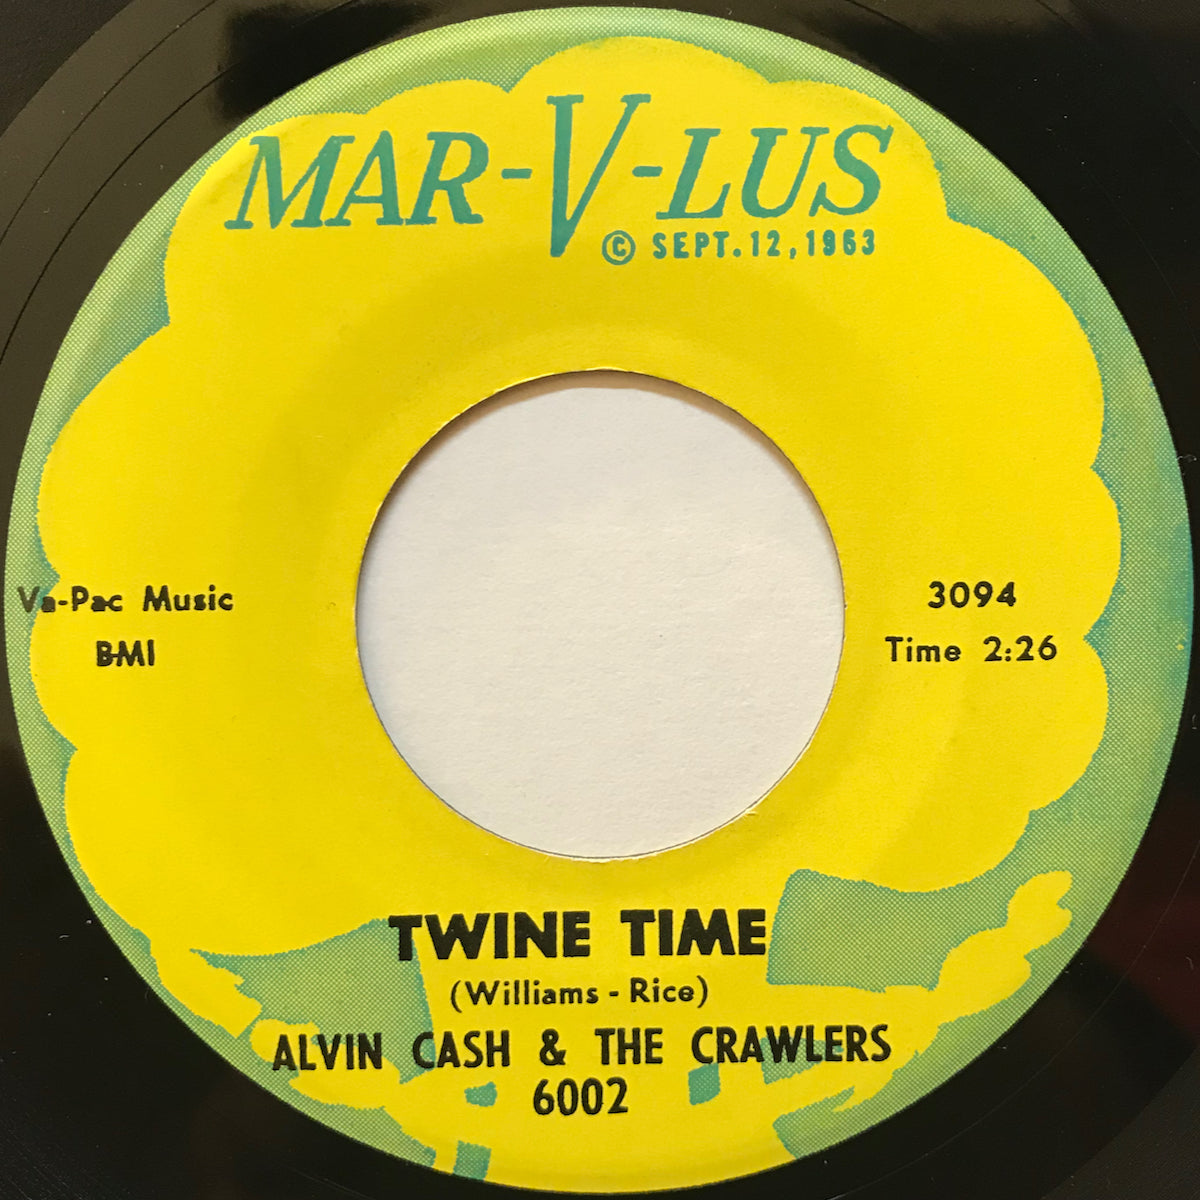 MAR-V-LUS
© SEPT. 12, 1963
Va-Pac Music
BMI
3094
Time 2:26
TWINE TIME
(Williams - Rice)
ALVIN CASH & THE CRAWLERS
6002